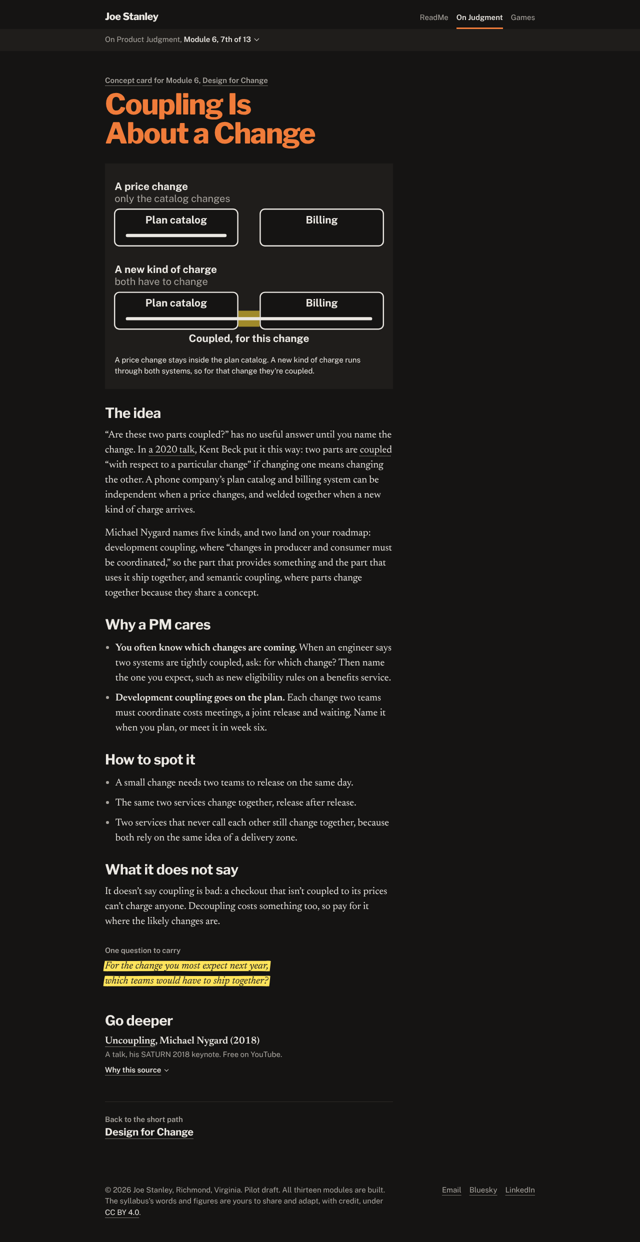 Joe Stanley
ReadMe On Judgment Games
On Product Judgment, Module 6, 7th of 13
Concept card for Module 6, Design for Change
Coupling Is
About a Change
A price change
only the catalog changes
Plan catalog
Billing
A new kind of charge
both have to change
Plan catalog
Billing
Coupled, for this change
A price change stays inside the plan catalog. A new kind of charge runs
through both systems, so for that change they're coupled.
The idea
“Are these two parts coupled?” has no useful answer until you name the
change. In a 2020 talk, Kent Beck put it this way: two parts are coupled
“with respect to a particular change” if changing one means changing
the other. A phone company’s plan catalog and billing system can be
independent when a price changes, and welded together when a new
kind of charge arrives.
Michael Nygard names five kinds, and two land on your roadmap:
development coupling, where “changes in producer and consumer must
be coordinated,” so the part that provides something and the part that
uses it ship together, and semantic coupling, where parts change
together because they share a concept.
Why a PM cares
• You often know which changes are coming. When an engineer says
two systems are tightly coupled, ask: for which change? Then name
the one you expect, such as new eligibility rules on a benefits service.
• Development coupling goes on the plan. Each change two teams
must coordinate costs meetings, a joint release and waiting. Name it
when you plan, or meet it in week six.
How to spot it
• A small change needs two teams to release on the same day.
• The same two services change together, release after release.
• Two services that never call each other still change together, because
both rely on the same idea of a delivery zone.
What it does not say
It doesn’t say coupling is bad: a checkout that isn’t coupled to its prices
can’t charge anyone. Decoupling costs something too, so pay for it
where the likely changes are.
One question to carry
For the change you most expect next year,
which teams would have to ship together?
Go deeper
Uncoupling, Michael Nygard (2018)
A talk, his SATURN 2018 keynote. Free on YouTube.
Why this source
Back to the short path
Design for Change
© 2026 Joe Stanley, Richmond, Virginia. Pilot draft. All thirteen modules are built.
The syllabus's words and figures are yours to share and adapt, with credit, under
CC BY 4.0.
Email Bluesky LinkedIn